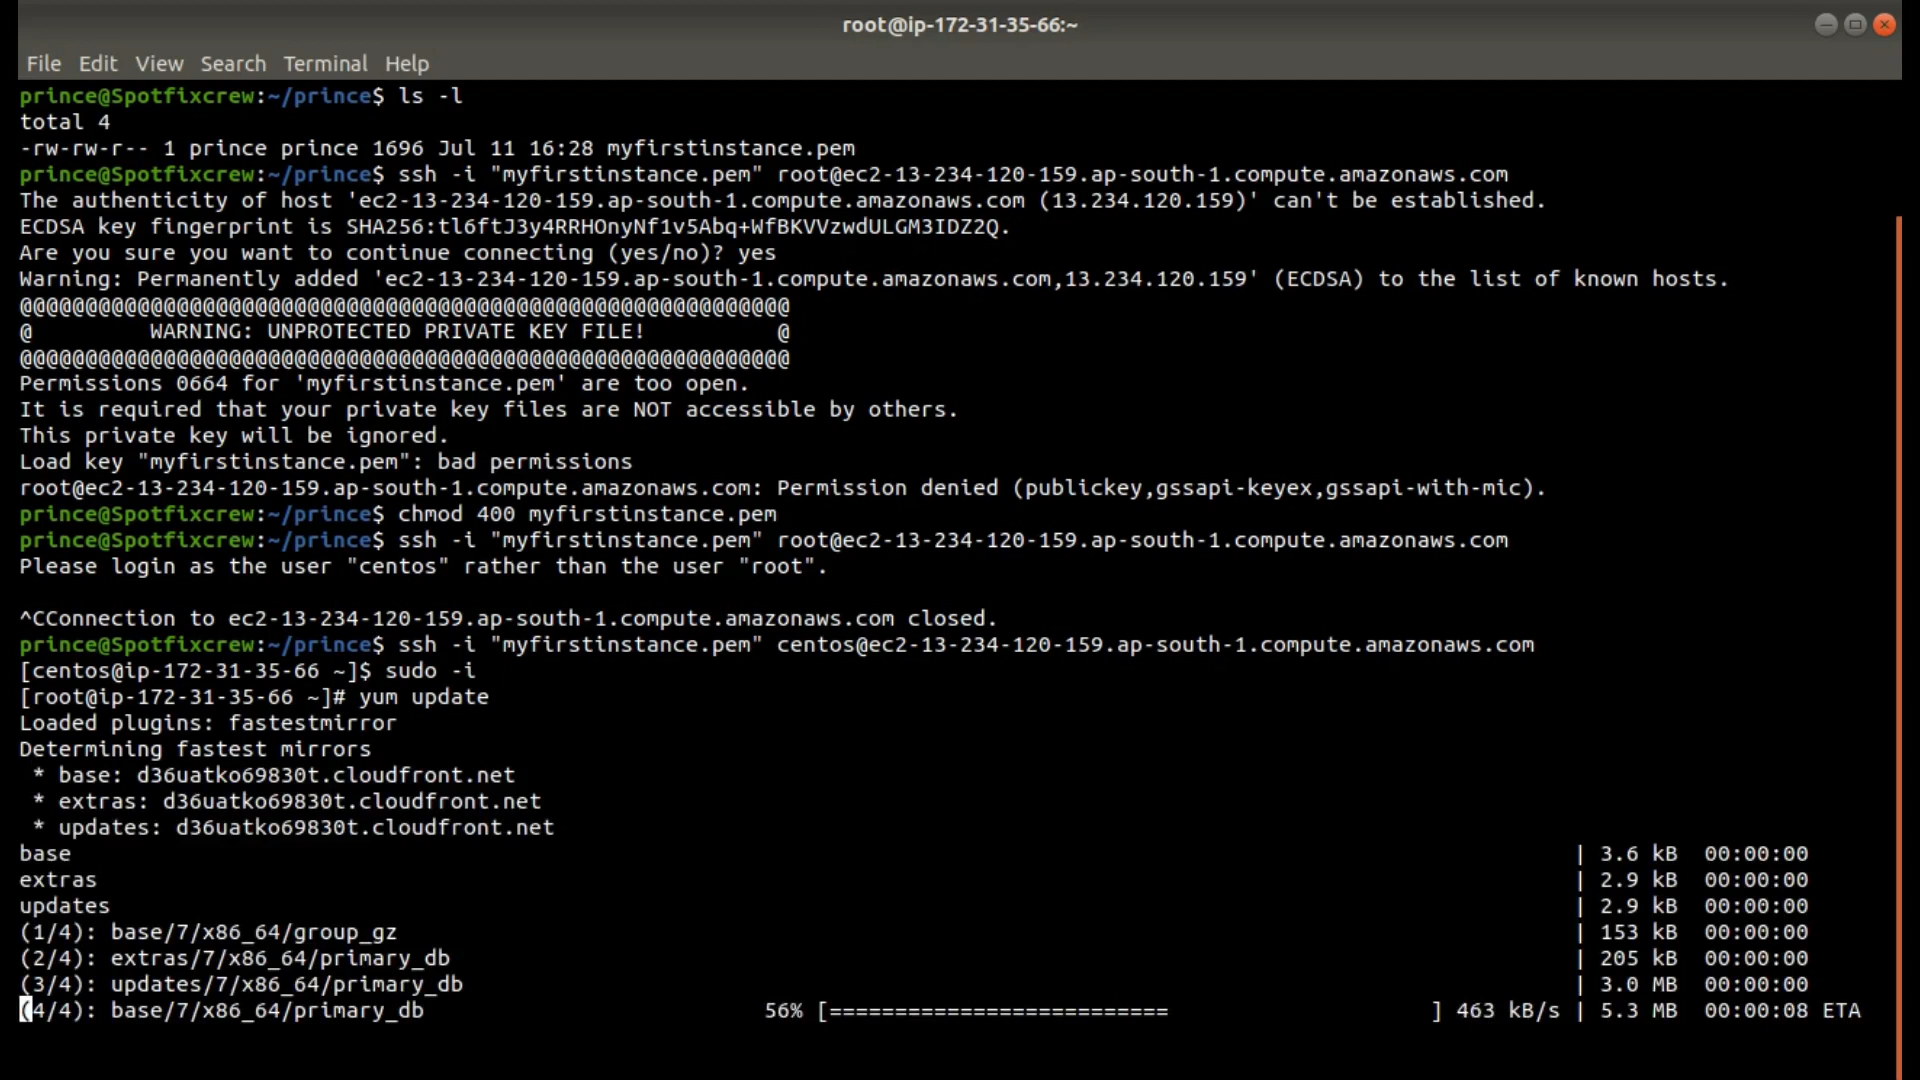 root@ip-172-31-35-66:~
File Edit View Search Terminal Help
prince@Spotfixcrew:~/prince$ ls -l
total 4
-rw-rw-r-- 1 prince prince 1696 Jul 11 16:28 myfirstinstance.pem
prince@Spotfixcrew:~/prince$ ssh -i "myfirstinstance.pem" root@ec2-13-234-120-159.ap-south-1.compute.amazonaws.com
The authenticity of host 'ec2-13-234-120-159.ap-south-1.compute.amazonaws.com (13.234.120.159)' can't be established.
ECDSA key fingerprint is SHA256:tl6ftJ3y4RRHOnyNf1v5Abq+WfBKVVzwdULGM3IDZ2Q.
Are you sure you want to continue connecting (yes/no)? yes
Warning: Permanently added 'ec2-13-234-120-159.ap-south-1.compute.amazonaws.com,13.234.120.159' (ECDSA) to the list of known hosts.
@@@@@@@@@@@@@@@@@@@@@@@@@@@@@@@@@@@@@@@@@@@@@@@@@@@@@@@@@@@
@         WARNING: UNPROTECTED PRIVATE KEY FILE!          @
@@@@@@@@@@@@@@@@@@@@@@@@@@@@@@@@@@@@@@@@@@@@@@@@@@@@@@@@@@@
Permissions 0664 for 'myfirstinstance.pem' are too open.
It is required that your private key files are NOT accessible by others.
This private key will be ignored.
Load key "myfirstinstance.pem": bad permissions
root@ec2-13-234-120-159.ap-south-1.compute.amazonaws.com: Permission denied (publickey,gssapi-keyex,gssapi-with-mic).
prince@Spotfixcrew:~/prince$ chmod 400 myfirstinstance.pem
prince@Spotfixcrew:~/prince$ ssh -i "myfirstinstance.pem" root@ec2-13-234-120-159.ap-south-1.compute.amazonaws.com
Please login as the user "centos" rather than the user "root".
^CConnection to ec2-13-234-120-159.ap-south-1.compute.amazonaws.com closed.
prince@Spotfixcrew:~/prince$ ssh -i "myfirstinstance.pem" centos@ec2-13-234-120-159.ap-south-1.compute.amazonaws.com
[centos@ip-172-31-35-66 ~]$ sudo -i
[root@ip-172-31-35-66 ~]# yum update
Loaded plugins: fastestmirror
Determining fastest mirrors
 * base: d36uatko69830t.cloudfront.net
 * extras: d36uatko69830t.cloudfront.net
 * updates: d36uatko69830t.cloudfront.net
base | 3.6 kB 00:00:00
extras | 2.9 kB 00:00:00
updates | 2.9 kB 00:00:00
(1/4): base/7/x86_64/group_gz | 153 kB 00:00:00
(2/4): extras/7/x86_64/primary_db | 205 kB 00:00:00
(3/4): updates/7/x86_64/primary_db | 3.0 MB 00:00:00
(4/4): base/7/x86_64/primary_db 56% [========================== ] 463 kB/s | 5.3 MB 00:00:08 ETA